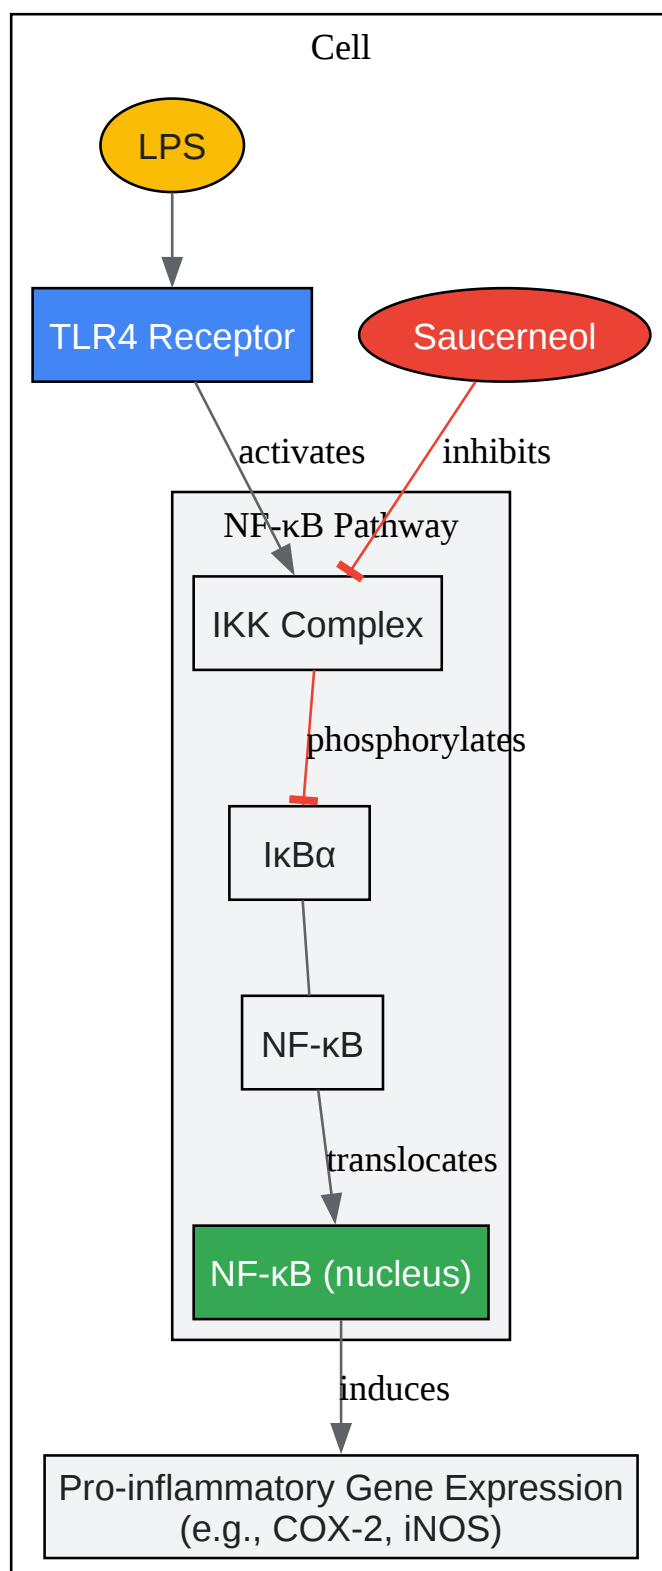 Cell
LPS
TLR4 Receptor
Saucerneol
activates
inhibits
NF-κB Pathway
IKK Complex
phosphorylates
IκBα
NF-κB
translocates
NF-κB (nucleus)
induces
Pro-inflammatory Gene Expression
(e.g., COX-2, iNOS)